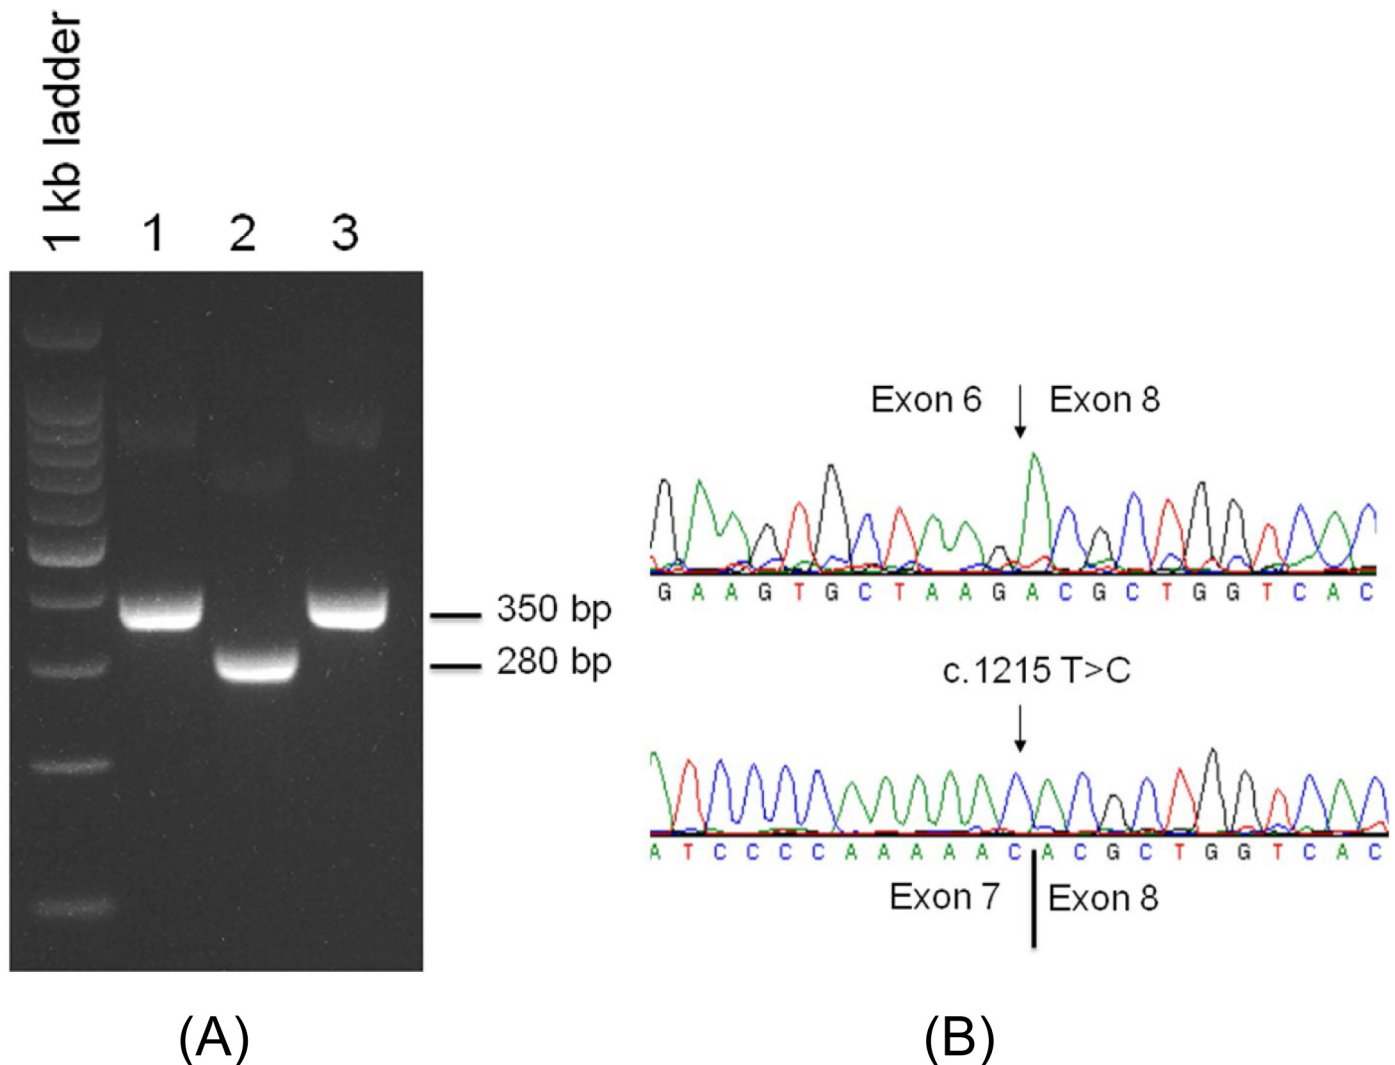 1 kb ladder
1 2 3
350 bp
280 bp
(A)
Exon 6 Exon 8
G A A G T G C T A A G A C G C T G G T C A C
c.1215 T>C
A T C C C C A A A A A C A C G C T G G T C A C
Exon 7 Exon 8
(B)